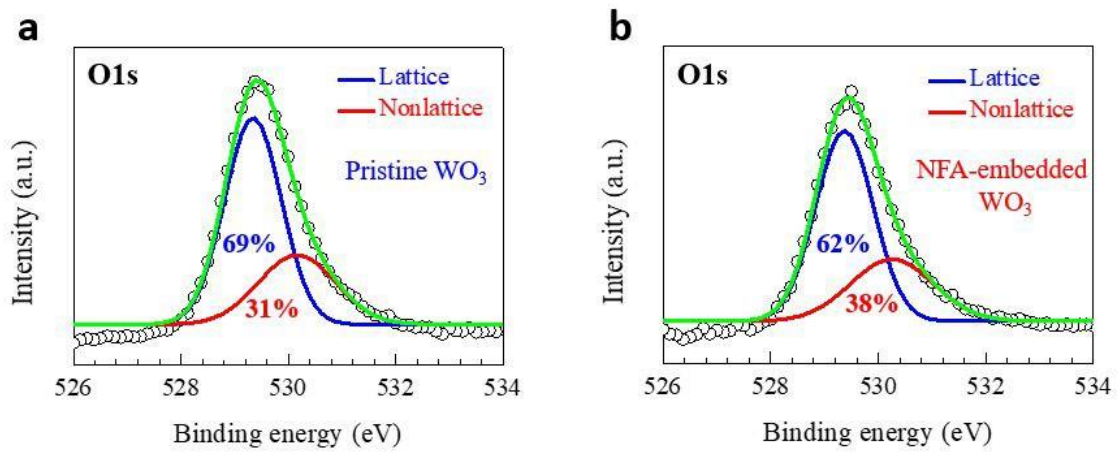 a
O1s
Lattice
Nonlattice
Pristine WO₃
69%
31%
Intensity (a.u.)
526 528 530 532 534
Binding energy (eV)
b
O1s
Lattice
Nonlattice
NFA-embedded
WO₃
62%
38%
Intensity (a.u.)
526 528 530 532 534
Binding energy (eV)